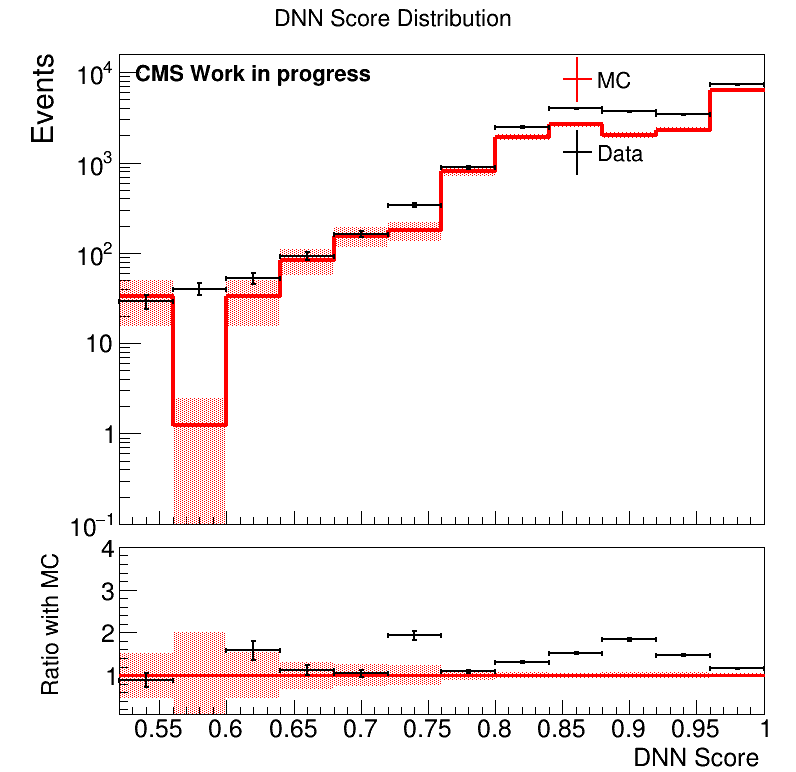 DNN Score Distribution
Events
CMS Work in progress
MC
Data
10⁴
10³
10²
10
1
10⁻¹
Ratio with MC
4
3
2
1
0.55 0.6 0.65 0.7 0.75 0.8 0.85 0.9 0.95 1
DNN Score